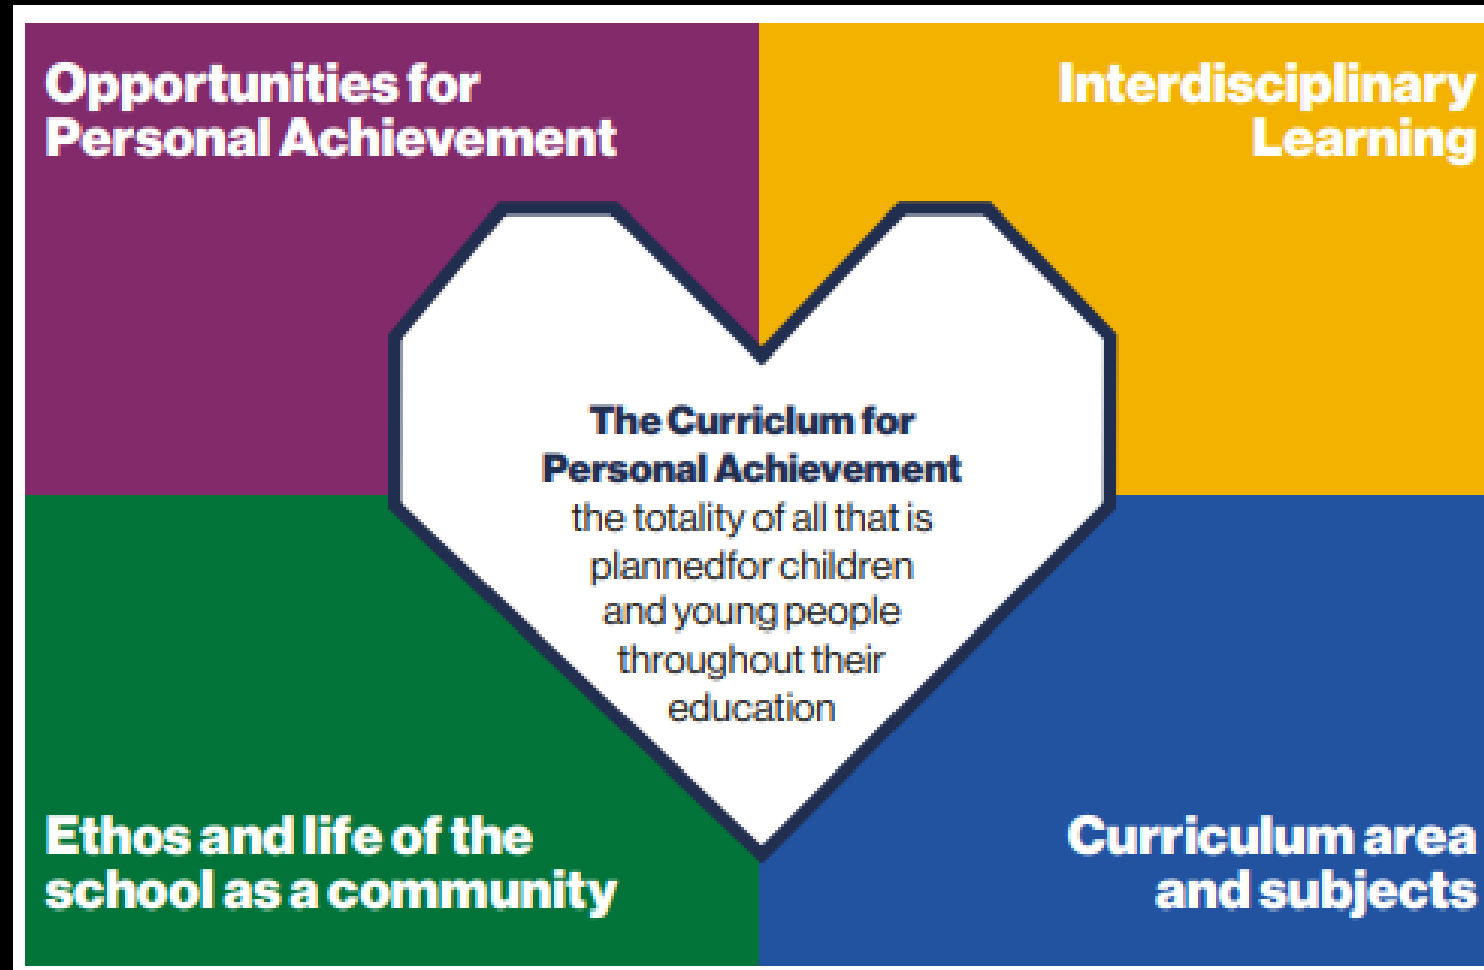 Opportunities for
Personal Achievement
Interdisciplinary
Learning
The Curriclum for
Personal Achievement
the totality of all that is
plannedfor children
and young people
throughout their
education
Ethos and life of the
school as a community
Curriculum area
and subjects